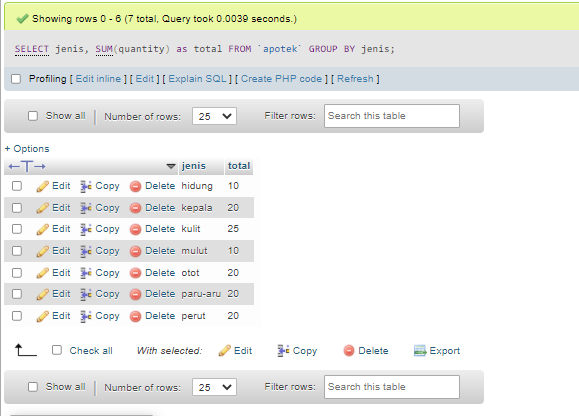 Showing rows 0 - 6 (7 total, Query took 0.0039 seconds.)
SELECT jenis, SUM(quantity) as total FROM `apotek` GROUP BY jenis;
Profiling [ Edit inline ] [ Edit ] [ Explain SQL ] [ Create PHP code ] [ Refresh ]
Show all Number of rows: 25 Filter rows: Search this table
+ Options
jenis total
Edit Copy Delete hidung 10
Edit Copy Delete kepala 20
Edit Copy Delete kulit 25
Edit Copy Delete mulut 10
Edit Copy Delete otot 20
Edit Copy Delete paru-aru 20
Edit Copy Delete perut 20
Check all With selected: Edit Copy Delete Export
Show all Number of rows: 25 Filter rows: Search this table